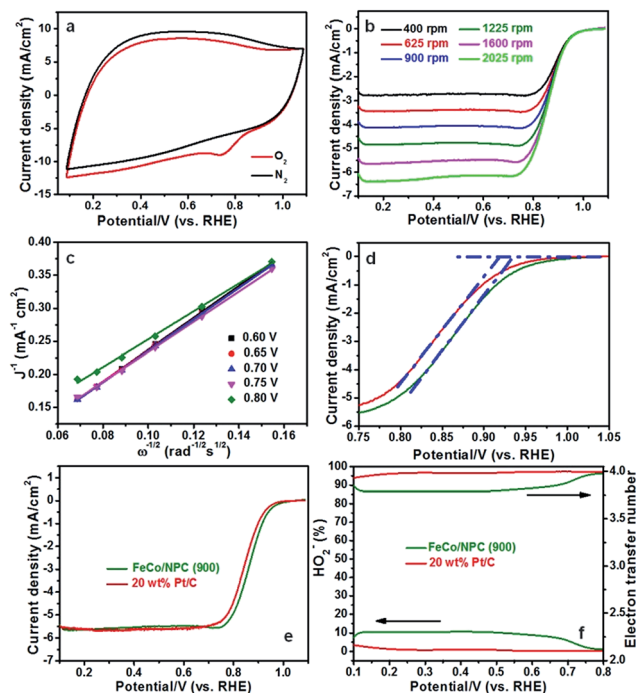 a
Current density (mA/cm²)
10
5
0
-5
-10
-15
O₂
N₂
0.2 0.4 0.6 0.8 1.0
Potential/V (vs. RHE)
b
Current density (mA/cm²)
0
-1
-2
-3
-4
-5
-6
-7
400 rpm 1225 rpm
625 rpm 1600 rpm
900 rpm 2025 rpm
0.2 0.4 0.6 0.8 1.0
Potential/V (vs. RHE)
c
J⁻¹ (mA⁻¹ cm²)
0.40
0.35
0.30
0.25
0.20
0.15
0.60 V
0.65 V
0.70 V
0.75 V
0.80 V
0.06 0.08 0.10 0.12 0.14 0.16
ω⁻¹/² (rad⁻¹/²s¹/²)
d
Current density (mA/cm²)
0
-1
-2
-3
-4
-5
-6
0.75 0.80 0.85 0.90 0.95 1.00 1.05
Potential/V (vs. RHE)
Current density (mA/cm²)
1
0
-1
-2
-3
-4
-5
-6
-7
FeCo/NPC (900)
20 wt% Pt/C
e
0.2 0.4 0.6 0.8 1.0
Potential/V (vs. RHE)
HO₂⁻ (%)
100
90
80
70
60
50
40
30
20
10
0
FeCo/NPC (900)
20 wt% Pt/C
f
4.0
3.5
3.0
2.5
2.0
Electron transfer number
0.1 0.2 0.3 0.4 0.5 0.6 0.7 0.8
Potential/V (vs. RHE)